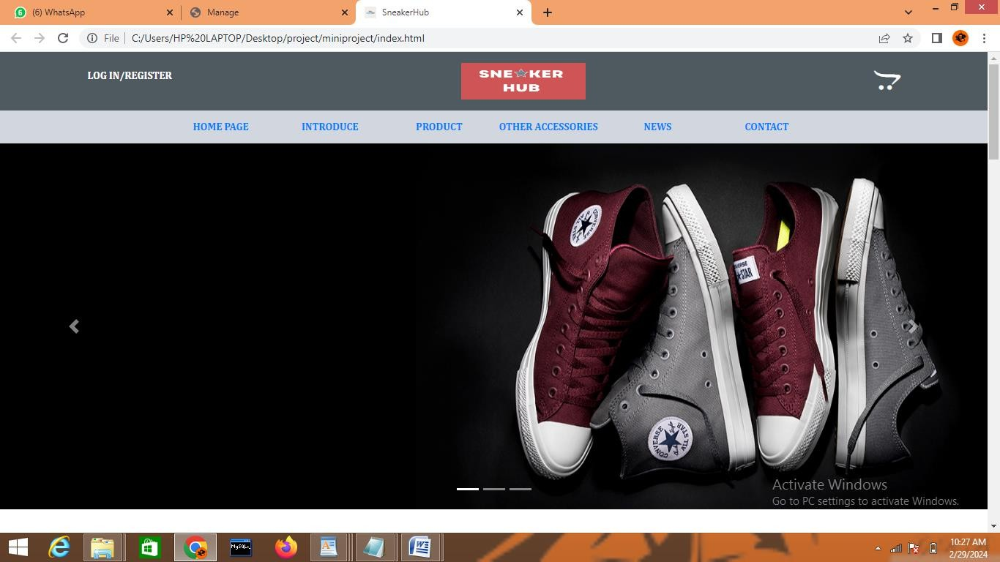 (6) WhatsApp
Manage
SneakerHub
File
C:/Users/HP%20LAPTOP/Desktop/project/miniproject/index.html
LOG IN/REGISTER
SNE KER
HUB
HOME PAGE INTRODUCE PRODUCT OTHER ACCESSORIES NEWS CONTACT
CONVERSE
ALL STAR
CONVERSE
ALL STAR
Activate Windows
Go to PC settings to activate Windows.
10:27 AM
2/29/2024